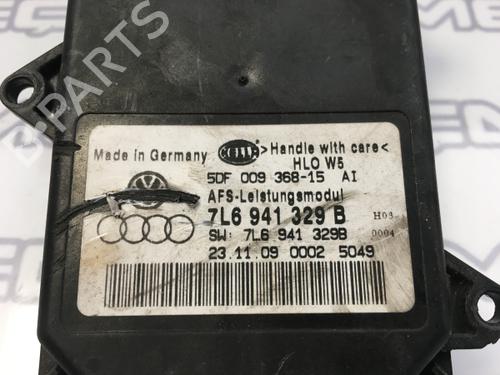 Made in Germany
HELLA
>Handle with care<
HLO W5
5DF 009 368-15 AI
AFS-Leistungsmodul
7L6 941 329 B H08
SW: 7L6 941 329B 0004
23.11.09 0002 5049
B-PARTS